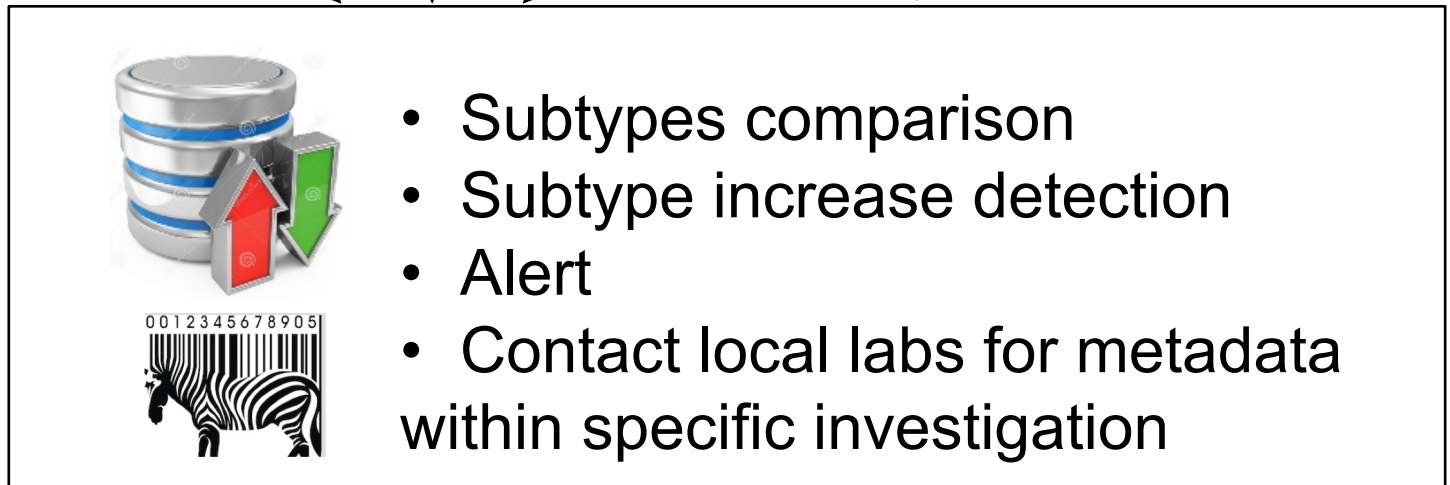 • Subtypes comparison
• Subtype increase detection
• Alert
• Contact local labs for metadata
within specific investigation
0012345678905